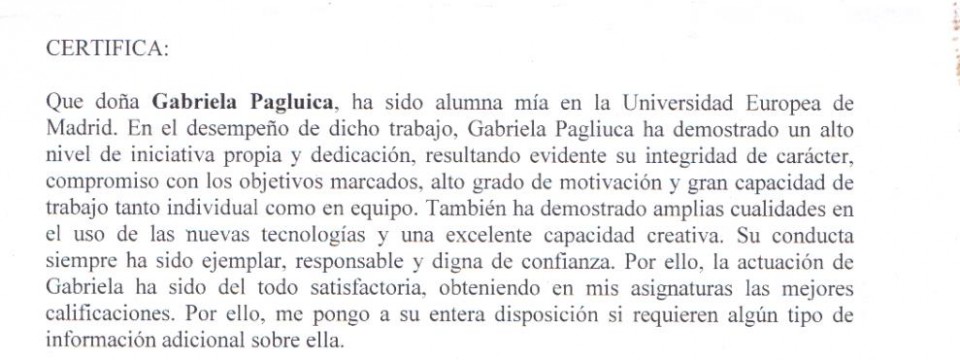 CERTIFICA:
Que doña Gabriela Pagluica, ha sido alumna mía en la Universidad Europea de
Madrid. En el desempeño de dicho trabajo, Gabriela Pagliuca ha demostrado un alto
nivel de iniciativa propia y dedicación, resultando evidente su integridad de carácter,
compromiso con los objetivos marcados, alto grado de motivación y gran capacidad de
trabajo tanto individual como en equipo. También ha demostrado amplias cualidades en
el uso de las nuevas tecnologías y una excelente capacidad creativa. Su conducta
siempre ha sido ejemplar, responsable y digna de confianza. Por ello, la actuación de
Gabriela ha sido del todo satisfactoria, obteniendo en mis asignaturas las mejores
calificaciones. Por ello, me pongo a su entera disposición si requieren algún tipo de
información adicional sobre ella.